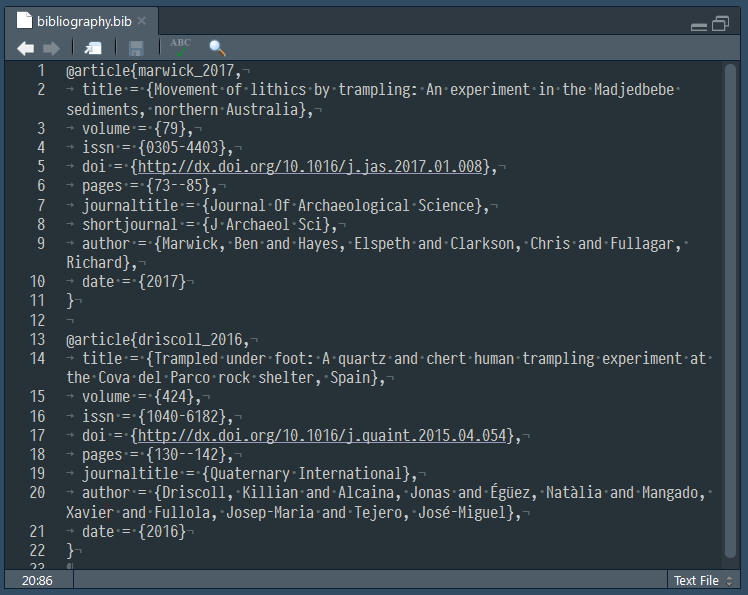 bibliography.bib
ABC
1 @article{marwick_2017,
2 title = {Movement of lithics by trampling: An experiment in the Madjedbebe
sediments, northern Australia},
3 volume = {79},
4 issn = {0305-4403},
5 doi = {http://dx.doi.org/10.1016/j.jas.2017.01.008},
6 pages = {73--85},
7 journaltitle = {Journal Of Archaeological Science},
8 shortjournal = {J Archaeol Sci},
9 author = {Marwick, Ben and Hayes, Elspeth and Clarkson, Chris and Fullagar,
Richard},
10 date = {2017}
11 }
12
13 @article{driscoll_2016,
14 title = {Trampled under foot: A quartz and chert human trampling experiment at
the Cova del Parco rock shelter, Spain},
15 volume = {424},
16 issn = {1040-6182},
17 doi = {http://dx.doi.org/10.1016/j.quaint.2015.04.054},
18 pages = {130--142},
19 journaltitle = {Quaternary International},
20 author = {Driscoll, Killian and Alcaina, Jonas and Égüez, Natàlia and Mangado,
Xavier and Fullola, Josep-Maria and Tejero, José-Miguel},
21 date = {2016}
22 }
23
20:86 Text File